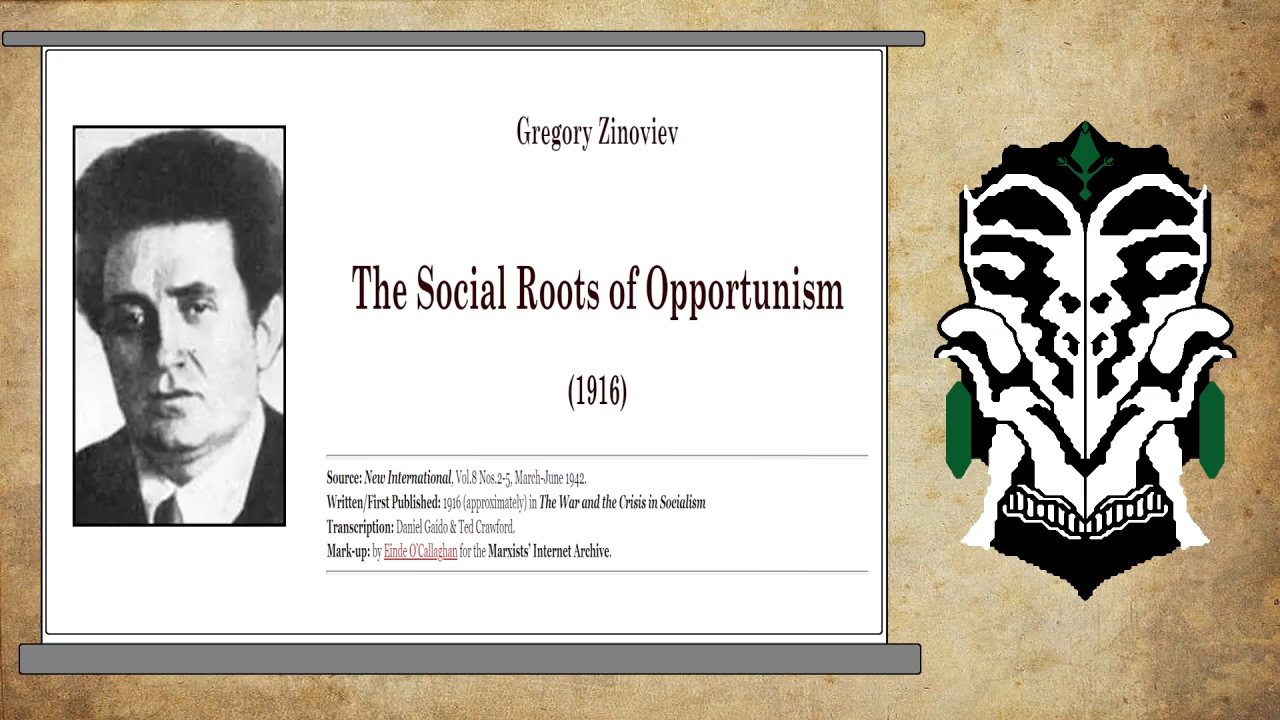 Gregory Zinoviev
The Social Roots of Opportunism
(1916)
Source: New International, Vol.8 Nos.2-5, March-June 1942.
Written/First Published: 1916 (approximately) in The War and the Crisis in Socialism
Transcription: Daniel Gaido & Ted Crawford.
Mark-up: by Einde O’Callaghan for the Marxists’ Internet Archive.